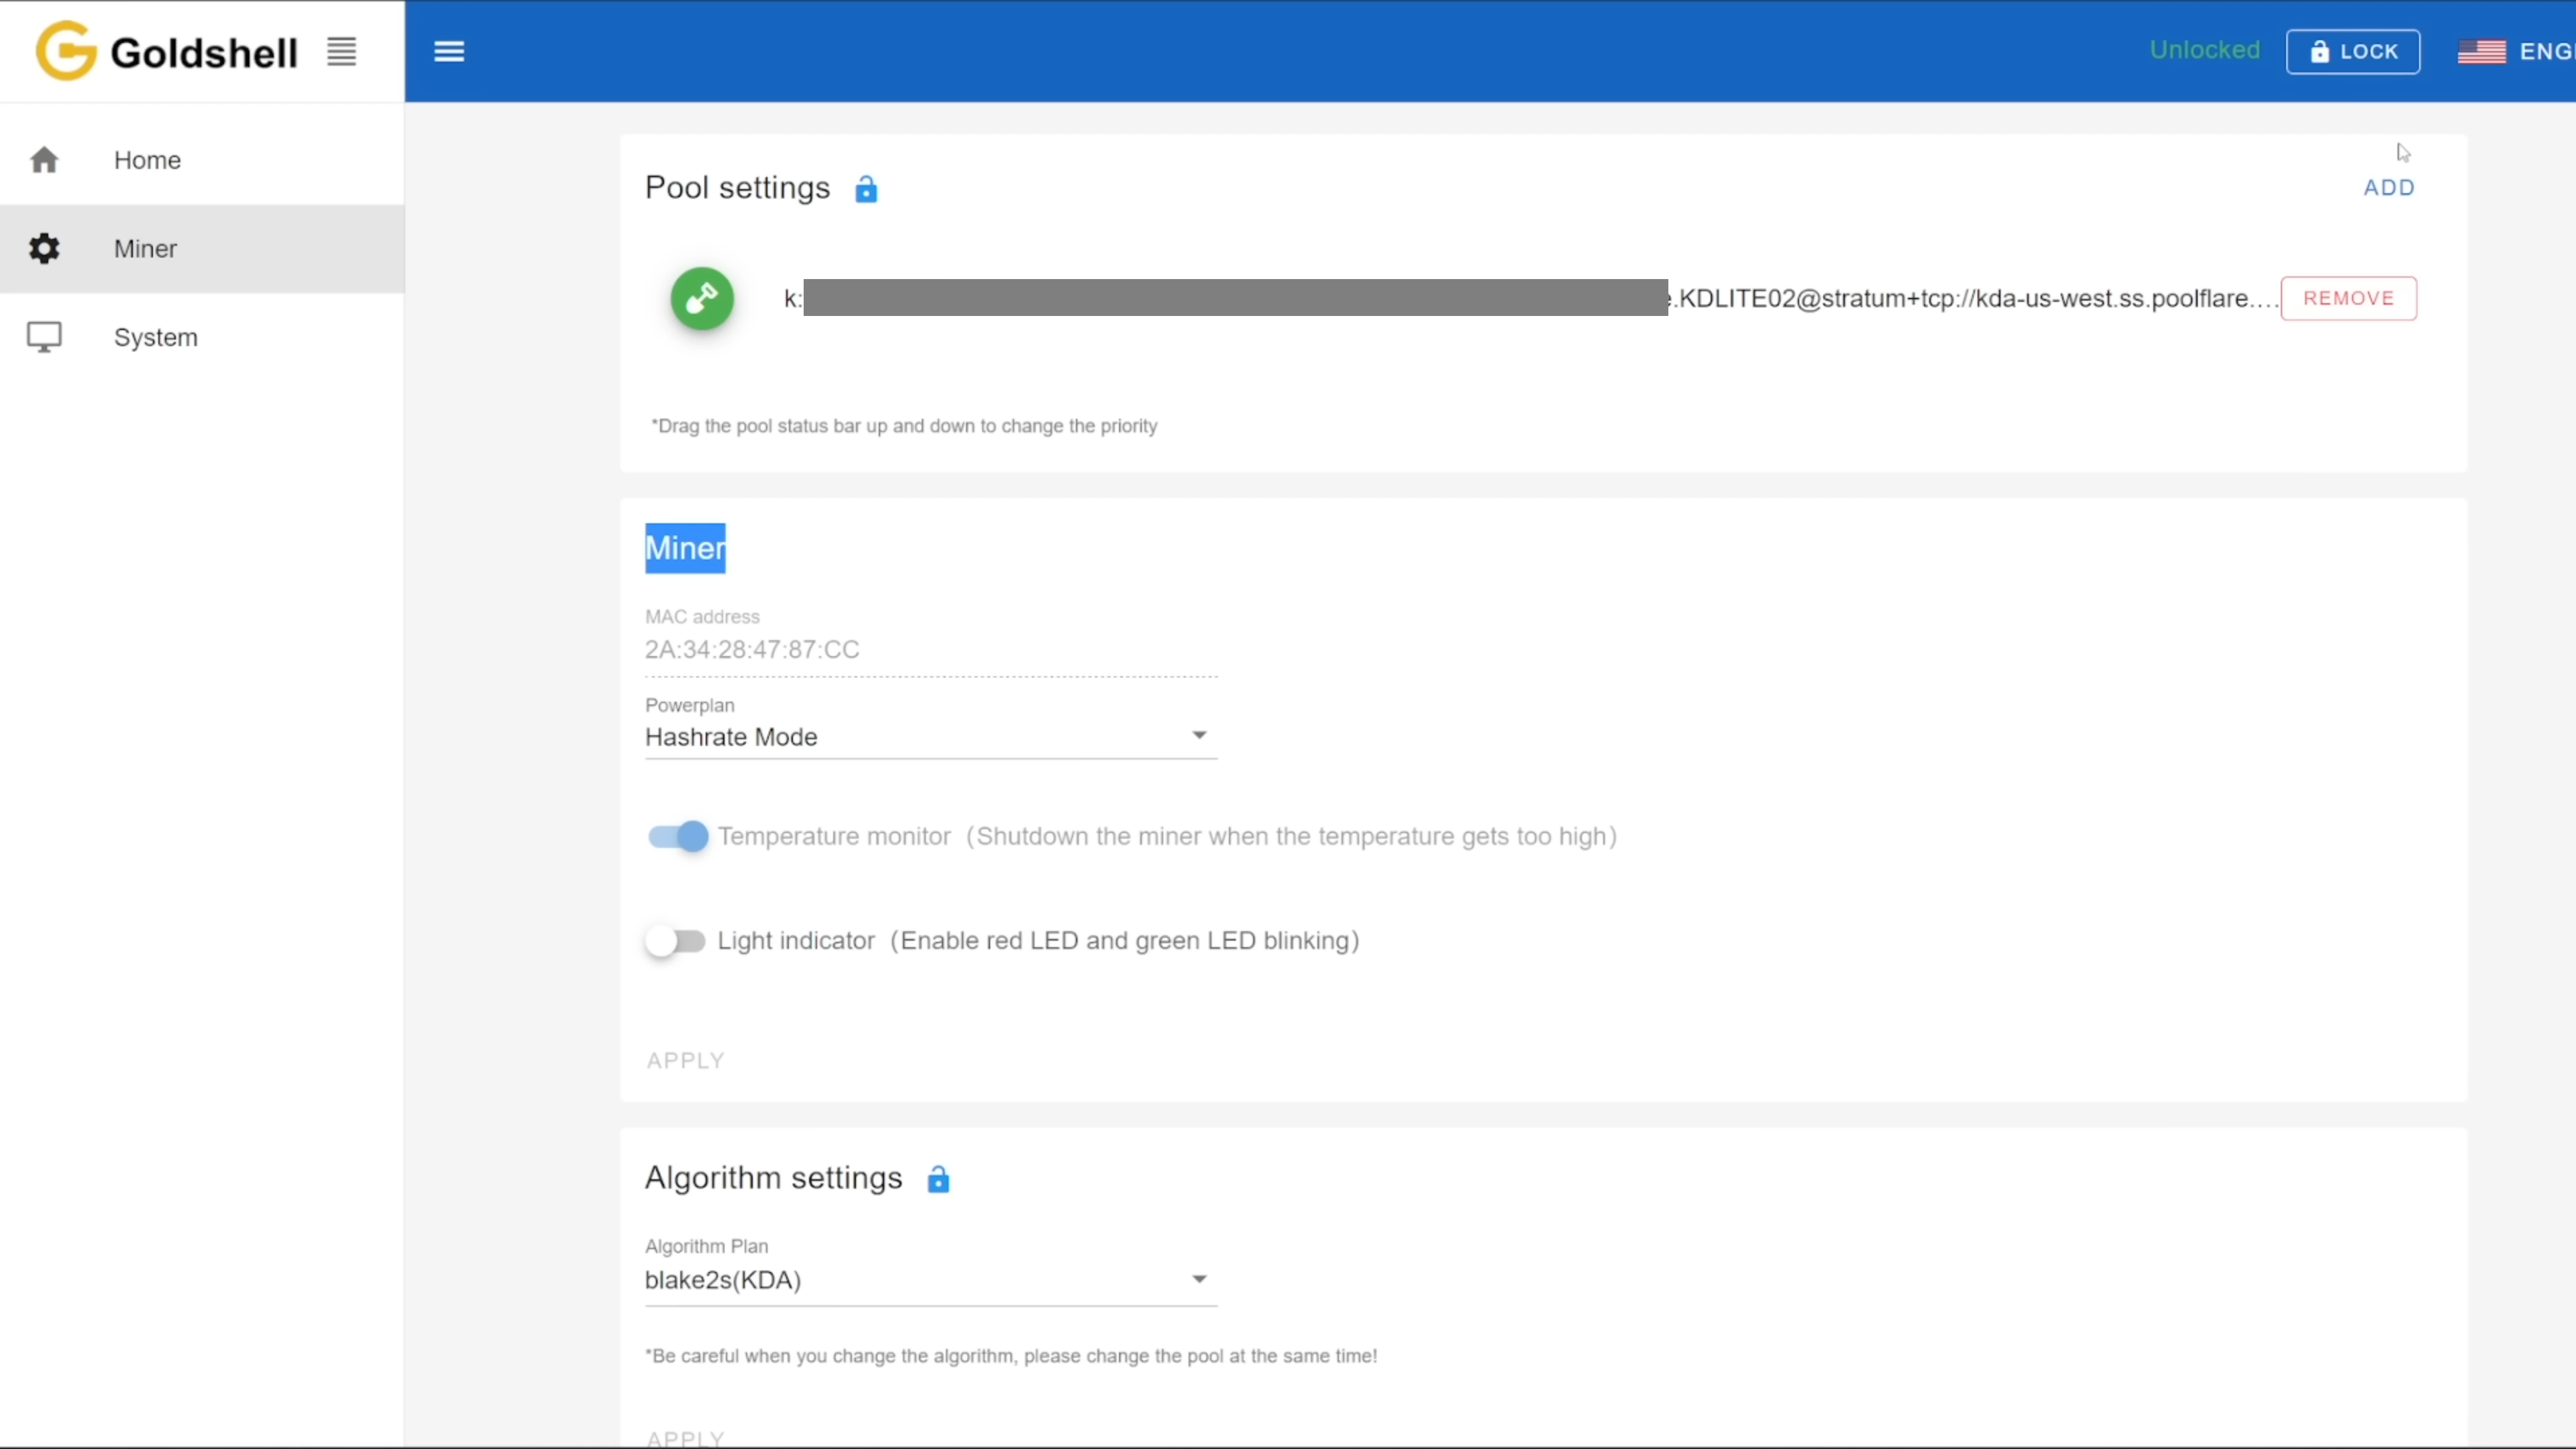 Goldshell
Unlocked
LOCK
ENG
Home
Miner
System
Pool settings
ADD
k:
.KDLITE02@stratum+tcp://kda-us-west.ss.poolflare....
REMOVE
*Drag the pool status bar up and down to change the priority
Miner
MAC address
2A:34:28:47:87:CC
Powerplan
Hashrate Mode
Temperature monitor（Shutdown the miner when the temperature gets too high）
Light indicator（Enable red LED and green LED blinking）
APPLY
Algorithm settings
Algorithm Plan
blake2s(KDA)
*Be careful when you change the algorithm, please change the pool at the same time!
APPLY